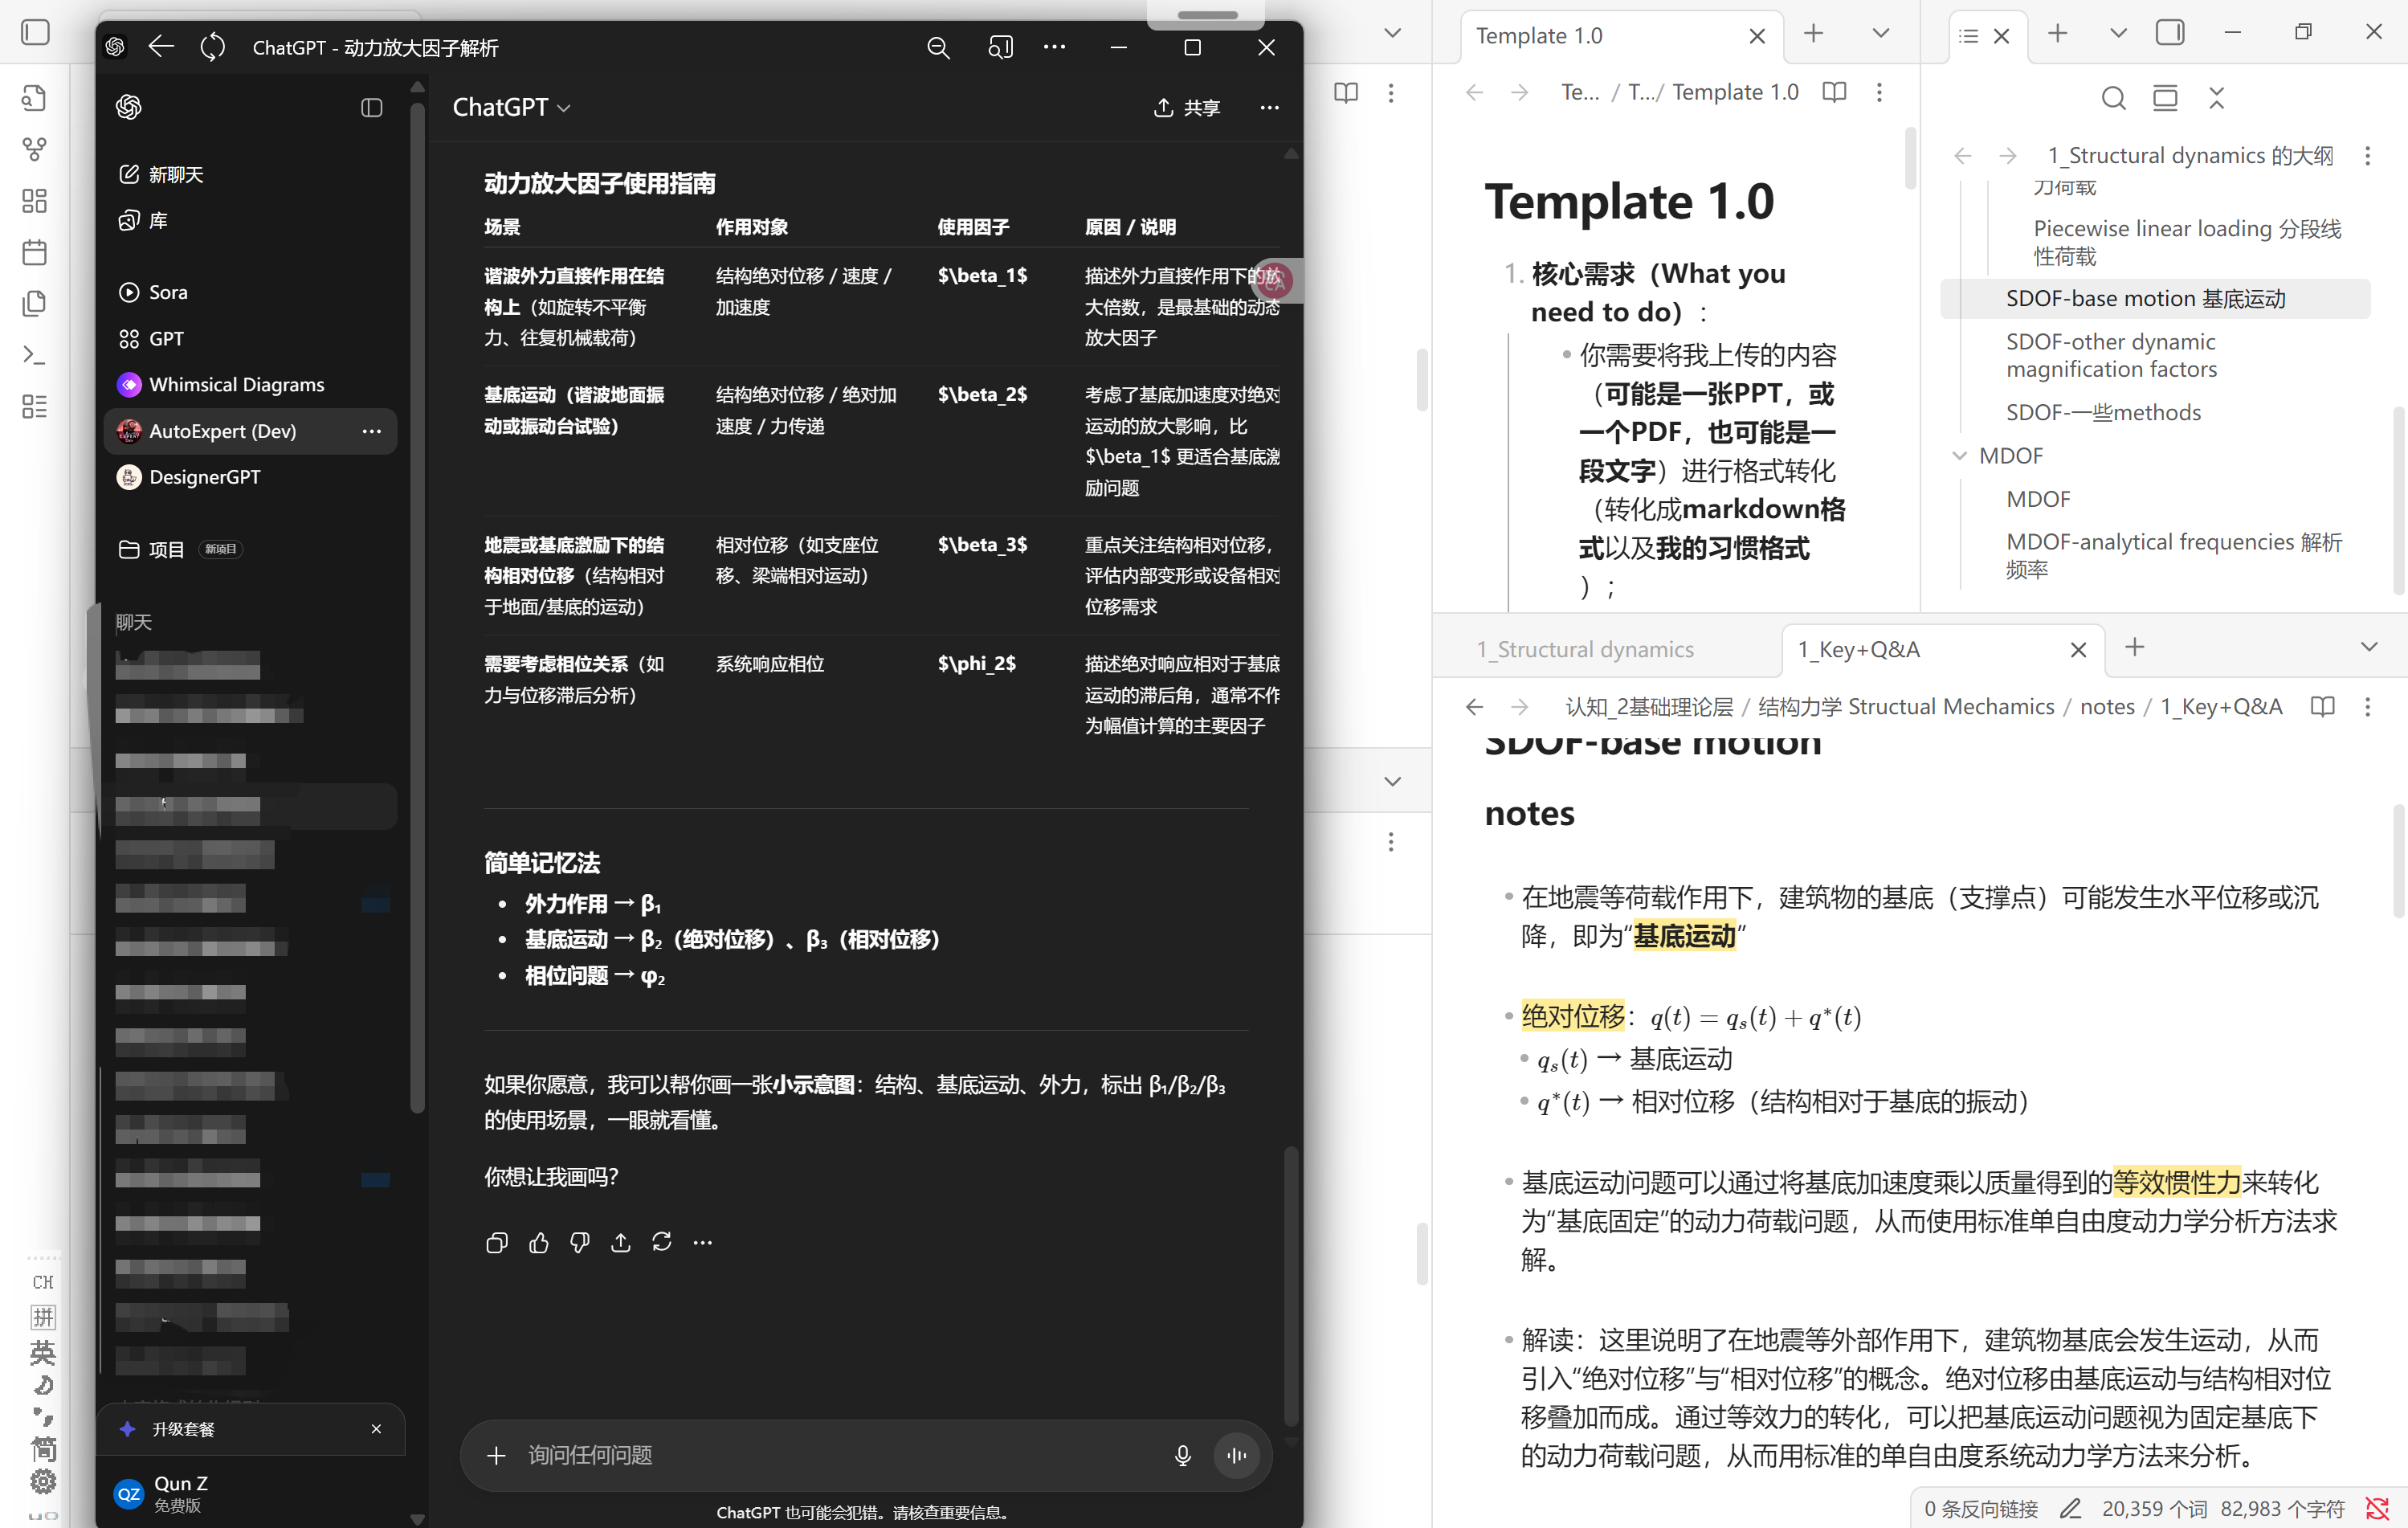 ChatGPT - 动力放大因子解析
ChatGPT
共享
新聊天
库
Sora
GPT
Whimsical Diagrams
AutoExpert (Dev)
DesignerGPT
项目 新项目
聊天
升级套餐
QZ
Qun Z
免费版
动力放大因子使用指南
场景 作用对象 使用因子 原因 / 说明
谐波外力直接作用在结 结构绝对位移 / 速度 / $\beta_1$ 描述外力直接作用下的放
构上（如旋转不平衡 加速度 大倍数，是最基础的动态
力、往复机械载荷） 放大因子
基底运动（谐波地面振 结构绝对位移 / 绝对加 $\beta_2$ 考虑了基底加速度对绝对
动或振动台试验） 速度 / 力传递 运动的放大影响，比
$\beta_1$ 更适合基底激
励问题
地震或基底激励下的结 相对位移（如支座位 $\beta_3$ 重点关注结构相对位移，
构相对位移（结构相对 移、梁端相对运动） 评估内部变形或设备相对
于地面/基底的运动） 位移需求
需要考虑相位关系（如 系统响应相位 $\phi_2$ 描述绝对响应相对于基底
力与位移滞后分析） 运动的滞后角，通常不作
为幅值计算的主要因子
简单记忆法
• 外力作用 → β₁
• 基底运动 → β₂（绝对位移）、β₃（相对位移）
• 相位问题 → φ₂
如果你愿意，我可以帮你画一张小示意图：结构、基底运动、外力，标出 β₁/β₂/β₃
的使用场景，一眼就看懂。
你想让我画吗？
询问任何问题
ChatGPT 也可能会犯错。请核查重要信息。
CH
拼
英
简
Template 1.0
Te... / T.../ Template 1.0
Template 1.0
1. 核心需求（What you
need to do）：
• 你需要将我上传的内容
（可能是一张PPT，或
一个PDF，也可能是一
段文字）进行格式转化
（转化成markdown格
式以及我的习惯格式
）；
1_Structural dynamics 的大纲
力荷载
Piecewise linear loading 分段线
性荷载
SDOF-base motion 基底运动
SDOF-other dynamic
magnification factors
SDOF-一些methods
MDOF
MDOF
MDOF-analytical frequencies 解析
频率
1_Structural dynamics
1_Key+Q&A
认知_2基础理论层 / 结构力学 Structual Mechamics / notes / 1_Key+Q&A
SDOF-base motion
notes
• 在地震等荷载作用下，建筑物的基底（支撑点）可能发生水平位移或沉
降，即为“基底运动”
• 绝对位移：q(t) = qₛ(t) + q*(t)
• qₛ(t) → 基底运动
• q*(t) → 相对位移（结构相对于基底的振动）
• 基底运动问题可以通过将基底加速度乘以质量得到的等效惯性力来转化
为“基底固定”的动力荷载问题，从而使用标准单自由度动力学分析方法求
解。
• 解读：这里说明了在地震等外部作用下，建筑物基底会发生运动，从而
引入“绝对位移”与“相对位移”的概念。绝对位移由基底运动与结构相对位
移叠加而成。通过等效力的转化，可以把基底运动问题视为固定基底下
的动力荷载问题，从而用标准的单自由度系统动力学方法来分析。
0 条反向链接 20,359 个词 82,983 个字符